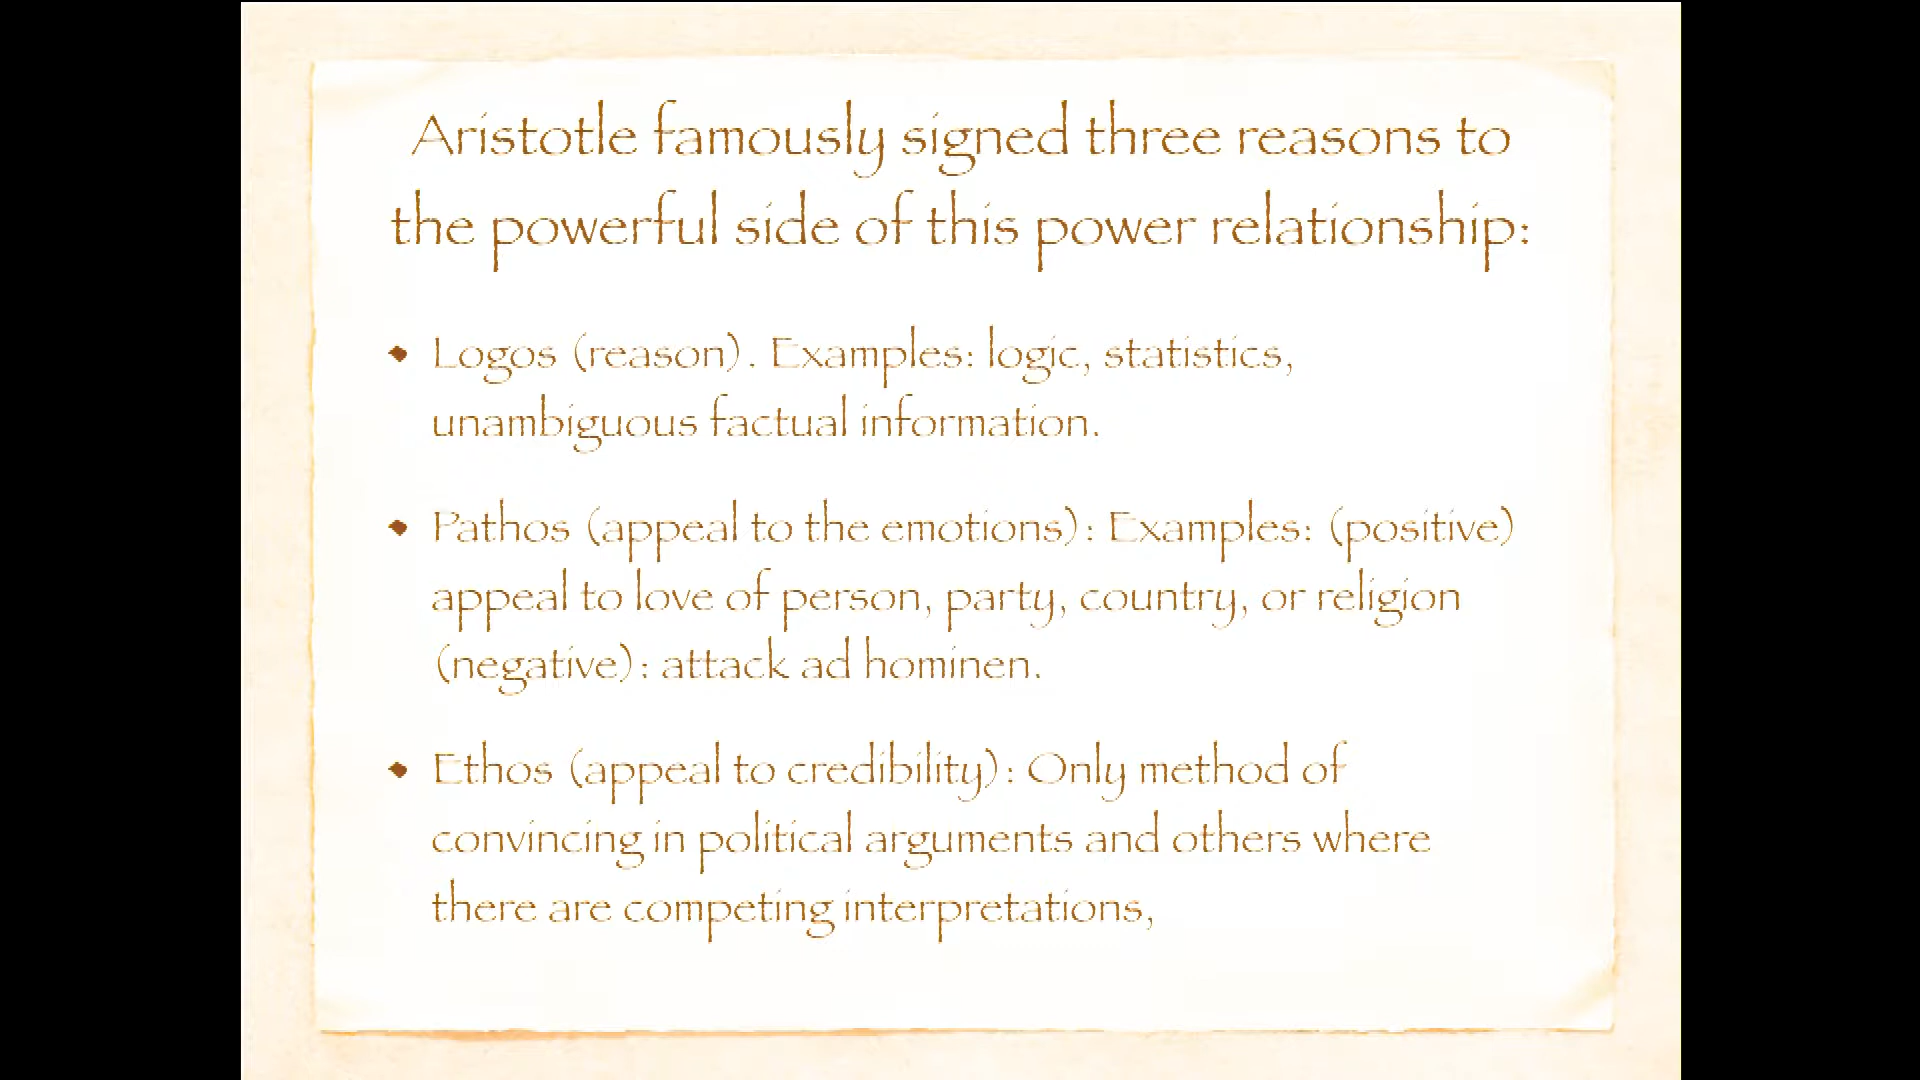 Aristotle famously signed three reasons to
the powerful side of this power relationship:
• Logos (reason). Examples: logic, statistics,
unambiguous factual information.
• Pathos (appeal to the emotions): Examples: (positive)
appeal to love of person, party, country, or religion
(negative): attack ad hominen.
• Ethos (appeal to credibility): Only method of
convincing in political arguments and others where
there are competing interpretations,